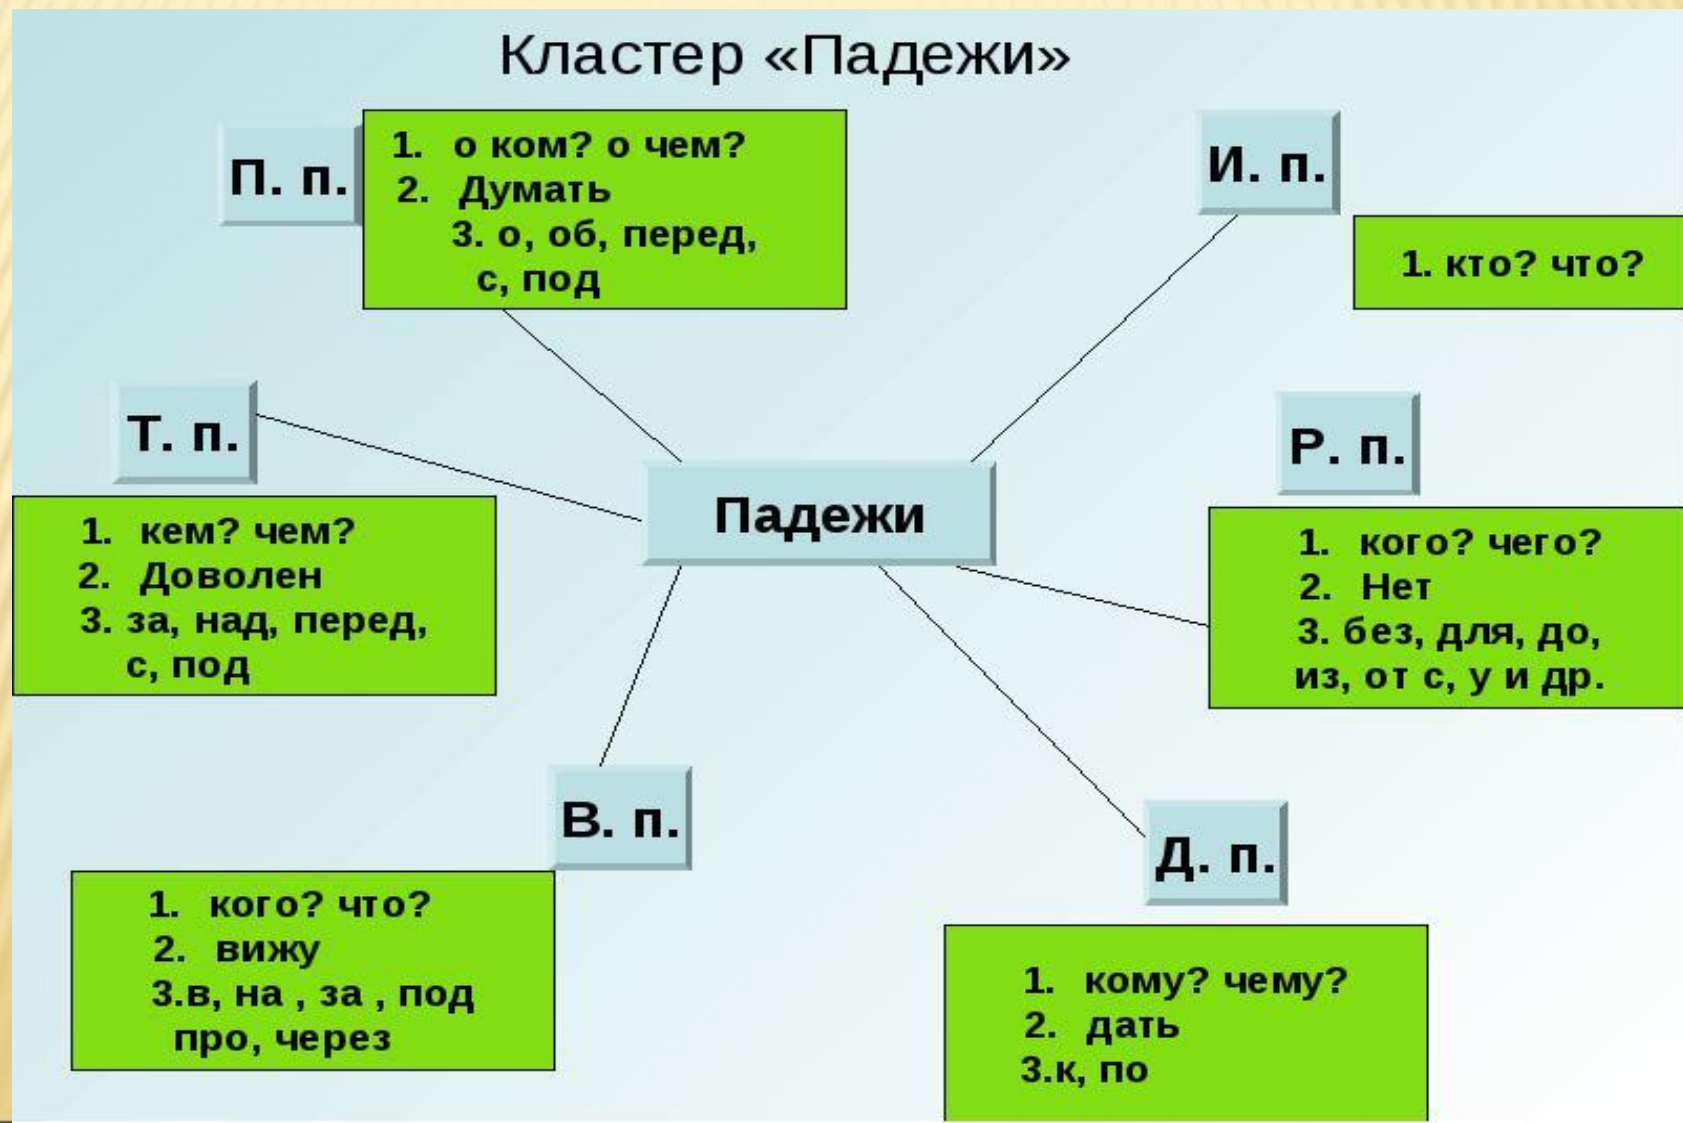 Кластер «Падежи»
П. п.
1. о ком? о чем?
2. Думать
3. о, об, перед,
с, под
И. п.
1. кто? что?
Т. п.
1. кем? чем?
2. Доволен
3. за, над, перед,
с, под
Падежи
Р. п.
1. кого? чего?
2. Нет
3. без, для, до,
из, от с, у и др.
В. п.
1. кого? что?
2. вижу
3.в, на , за , под
про, через
Д. п.
1. кому? чему?
2. дать
3.к, по